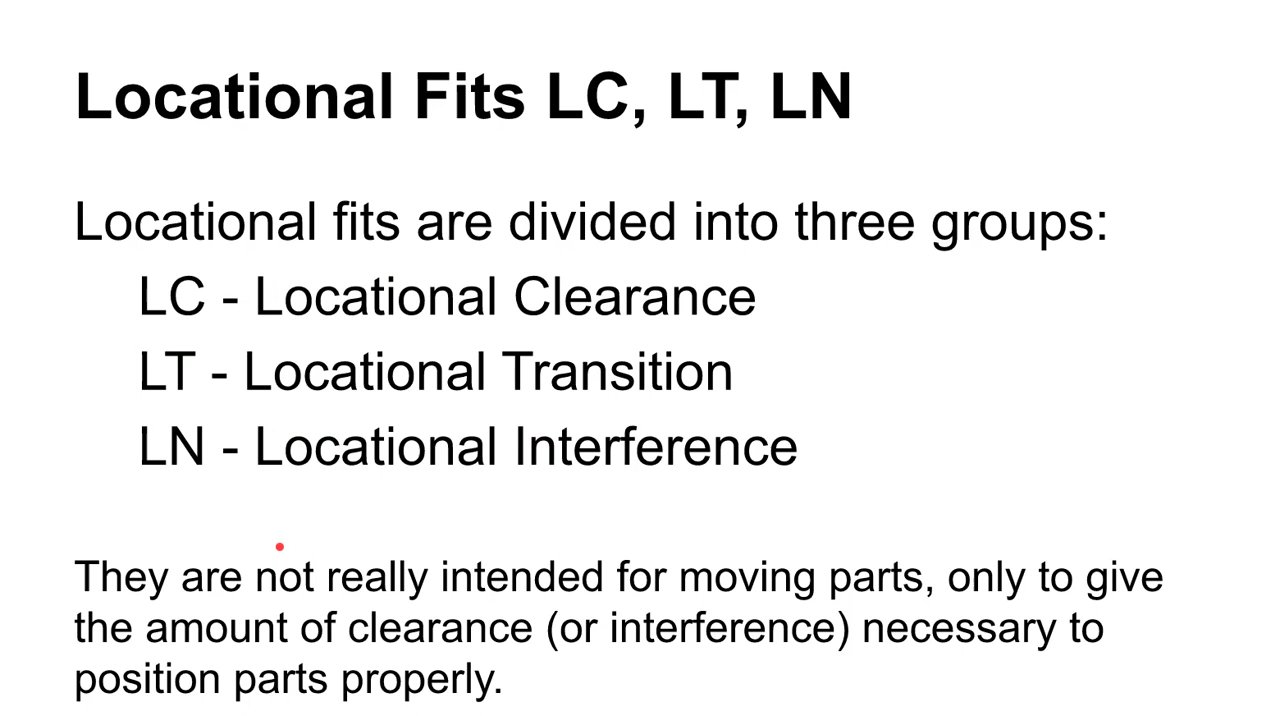 Locational Fits LC, LT, LN
Locational fits are divided into three groups:
LC - Locational Clearance
LT - Locational Transition
LN - Locational Interference
They are not really intended for moving parts, only to give
the amount of clearance (or interference) necessary to
position parts properly.